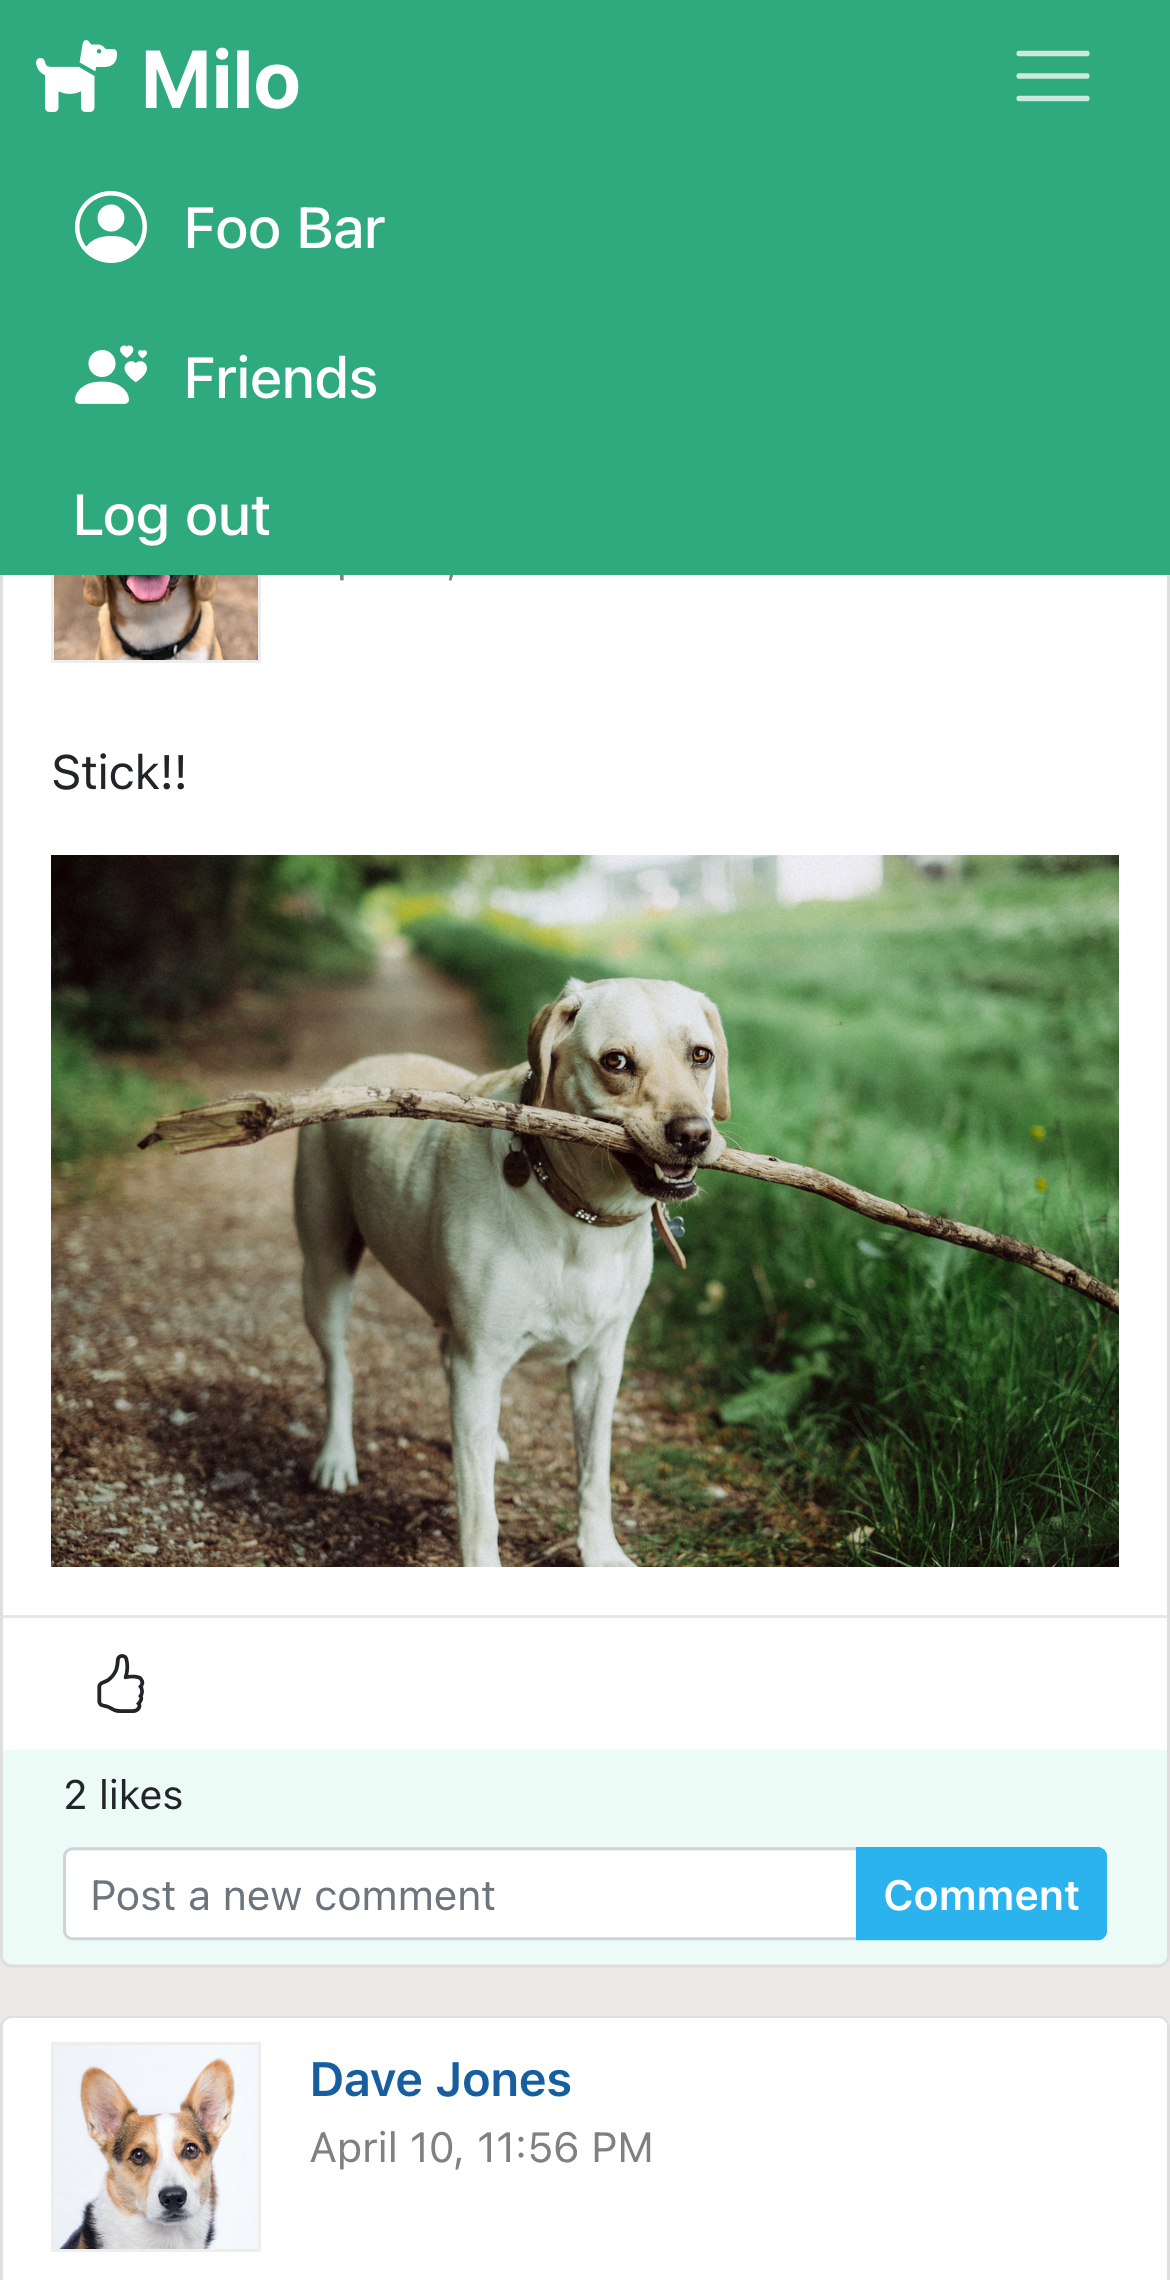 Milo
Foo Bar
Friends
Log out
Stick!!
2 likes
Post a new comment
Comment
Dave Jones
April 10, 11:56 PM